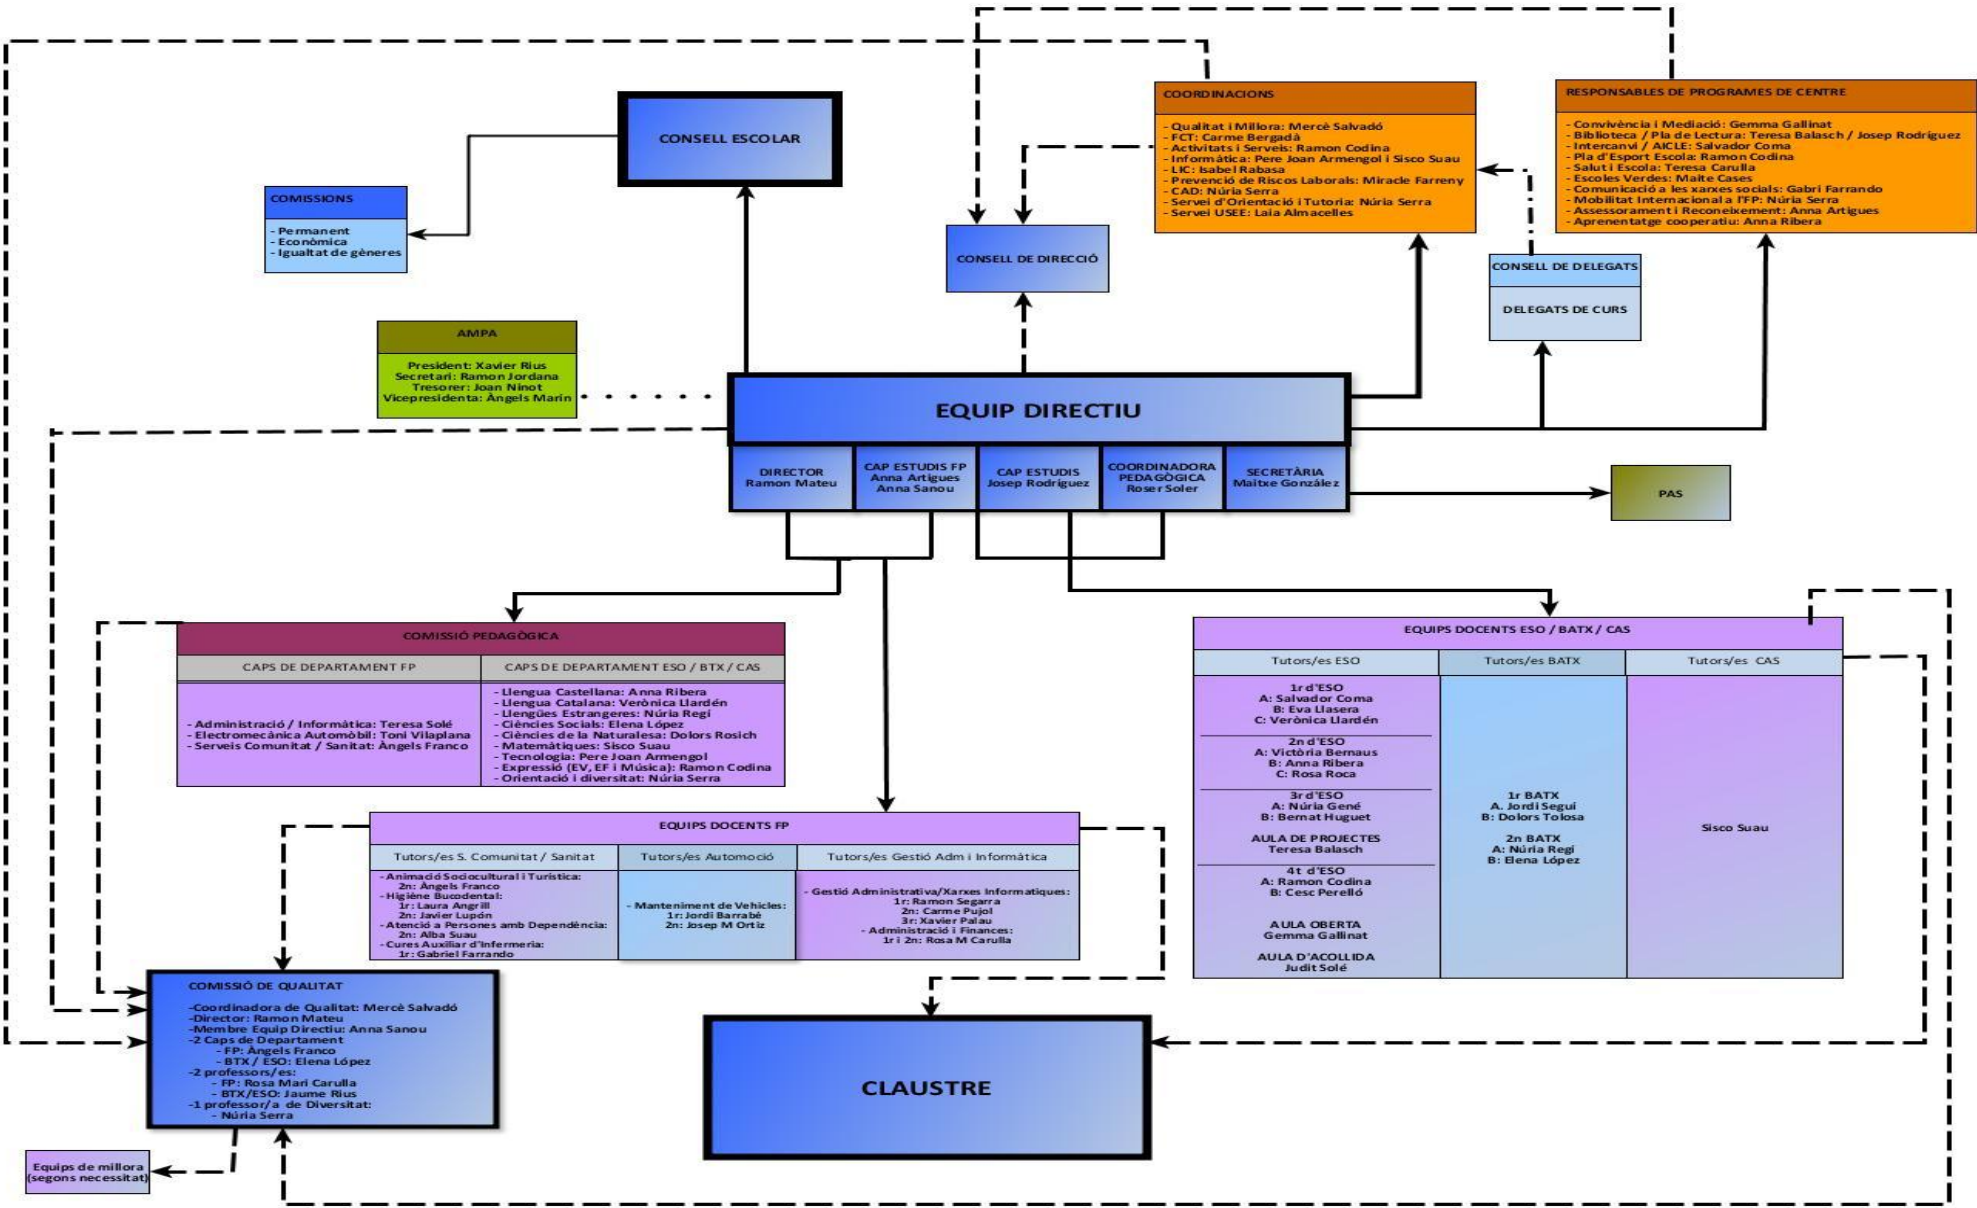 CONSELL ESCOLAR
COMISSIONS
- Permanent
- Econòmica
- Igualtat de gèneres
AMPA
President: Xavier Rius
Secretari: Ramon Jordana
Tresorer: Joan Ninot
Vicepresidenta: Àngels Marin
COORDINACIONS
- Qualitat i Millora: Mercè Salvadó
- FCT: Carme Bergadà
- Activitats i Serveis: Ramon Codina
- Informàtica: Pere Joan Armengol i Sisco Suau
- LIC: Isabel Rabasa
- Prevenció de Riscos Laborals: Miracle Farreny
- CAD: Núria Serra
- Servei d'Orientació i Tutoria: Núria Serra
- Servei USEE: Laia Almacelles
RESPONSABLES DE PROGRAMES DE CENTRE
- Convivència i Mediació: Gemma Gallinat
- Biblioteca / Pla de Lectura: Teresa Balasch / Josep Rodríguez
- Intercanvi / AICLE: Salvador Coma
- Pla d'Esport Escola: Ramon Codina
- Salut i Escola: Teresa Carulla
- Escoles Verdes: Maite Cases
- Comunicació a les xarxes socials: Gabri Farrando
- Mobilitat Internacional a l'FP: Núria Serra
- Assessorament i Reconeixement: Anna Artigues
- Aprenentatge cooperatiu: Anna Ribera
CONSELL DE DIRECCIÓ
CONSELL DE DELEGATS
DELEGATS DE CURS
EQUIP DIRECTIU
DIRECTOR
Ramon Mateu
CAP ESTUDIS FP
Anna Artigues
Anna Sanou
CAP ESTUDIS
Josep Rodríguez
COORDINADORA
PEDAGÒGICA
Roser Soler
SECRETÀRIA
Maitxe González
PAS
COMISSIÓ PEDAGÒGICA
CAPS DE DEPARTAMENT FP
- Administració / Informàtica: Teresa Solé
- Electromecànica Automòbil: Toni Vilaplana
- Serveis Comunitat / Sanitat: Àngels Franco
CAPS DE DEPARTAMENT ESO / BTX / CAS
- Llengua Castellana: Anna Ribera
- Llengua Catalana: Verònica Llardén
- Llengües Estrangeres: Núria Regí
- Ciències Socials: Elena López
- Ciències de la Naturalesa: Dolors Rosich
- Matemàtiques: Sisco Suau
- Tecnologia: Pere Joan Armengol
- Expressió (EV, EF i Música): Ramon Codina
- Orientació i diversitat: Núria Serra
EQUIPS DOCENTS FP
Tutors/es S. Comunitat / Sanitat
- Animació Sociocultural i Turística:
2n: Àngels Franco
- Higiène Bucodental:
1r: Laura Angrill
2n: Javier Lupón
- Atenció a Persones amb Dependència:
2n: Alba Suau
- Cures Auxiliar d'Infermeria:
1r: Gabriel Farrando
Tutors/es Automoció
- Manteniment de Vehicles:
1r: Jordi Barrabé
2n: Josep M Ortiz
Tutors/es Gestió Adm i Informàtica
- Gestió Administrativa/Xarxes Informatiques:
1r: Ramon Segarra
2n: Carme Pujol
3r: Xavier Palau
- Administració i Finances:
1r i 2n: Rosa M Carulla
EQUIPS DOCENTS ESO / BATX / CAS
Tutors/es ESO
1r d'ESO
A: Salvador Coma
B: Eva Llasera
C: Verònica Llardén
2n d'ESO
A: Victòria Bernaus
B: Anna Ribera
C: Rosa Roca
3r d'ESO
A: Núria Gené
B: Bernat Huguet
AULA DE PROJECTES
Teresa Balasch
4t d'ESO
A: Ramon Codina
B: Cesc Perelló
AULA OBERTA
Gemma Gallinat
AULA D'ACOLLIDA
Judit Solé
Tutors/es BATX
1r BATX
A. Jordi Segui
B: Dolors Tolosa
2n BATX
A: Núria Regi
B: Elena López
Tutors/es CAS
Sisco Suau
COMISSIÓ DE QUALITAT
-Coordinadora de Qualitat: Mercè Salvadó
-Director: Ramon Mateu
-Membre Equip Directiu: Anna Sanou
-2 Caps de Departament
- FP: Àngels Franco
- BTX / ESO: Elena López
-2 professors/es:
- FP: Rosa Mari Carulla
- BTX/ESO: Jaume Rius
-1 professor/a de Diversitat:
- Núria Serra
CLAUSTRE
Equips de millora
(segons necessitat)